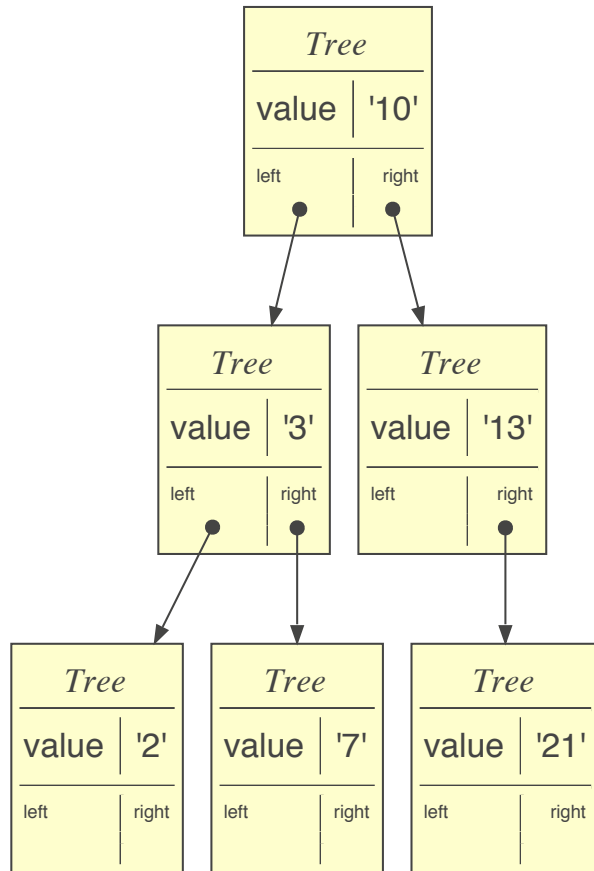 Tree
value '10'
left right
Tree Tree
value '3' value '13'
left right left right
Tree Tree Tree
value '2' value '7' value '21'
left right left right left right